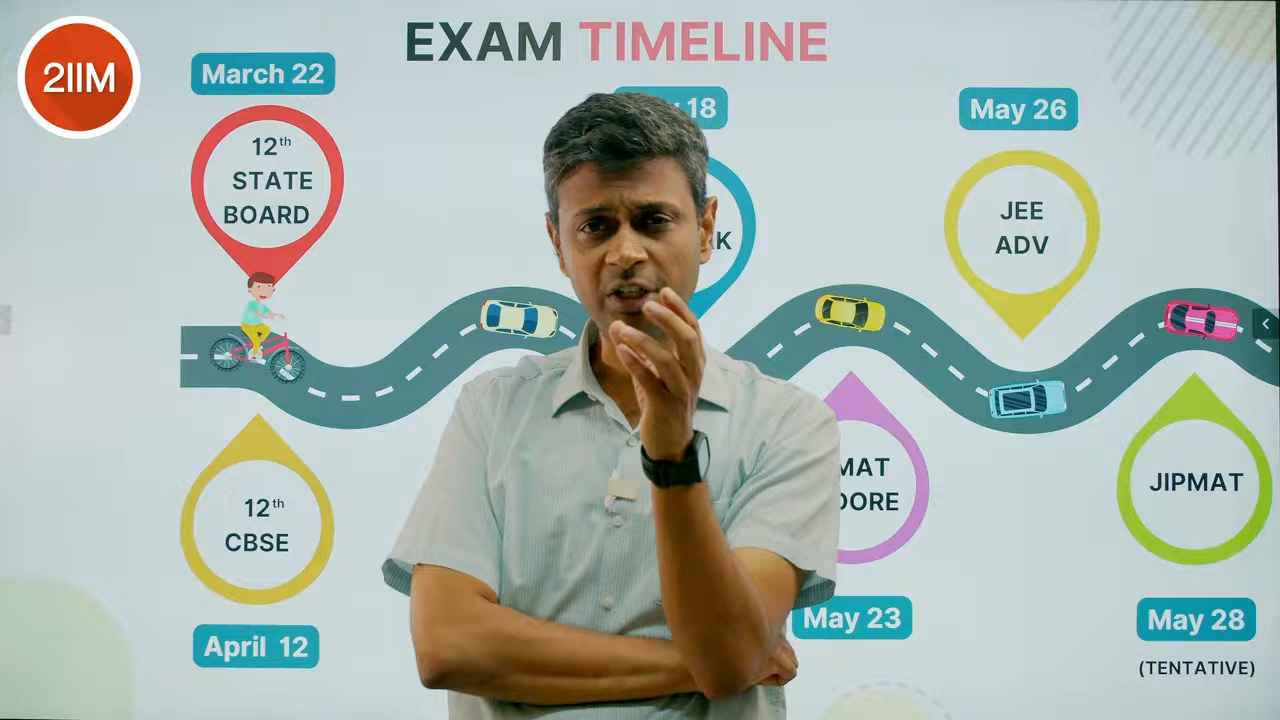 2IIM
EXAM TIMELINE
March 22
18
May 26
12th
STATE
BOARD
JEE
ADV
12th
CBSE
JIPMAT
April 12
May 23
May 28
(TENTATIVE)